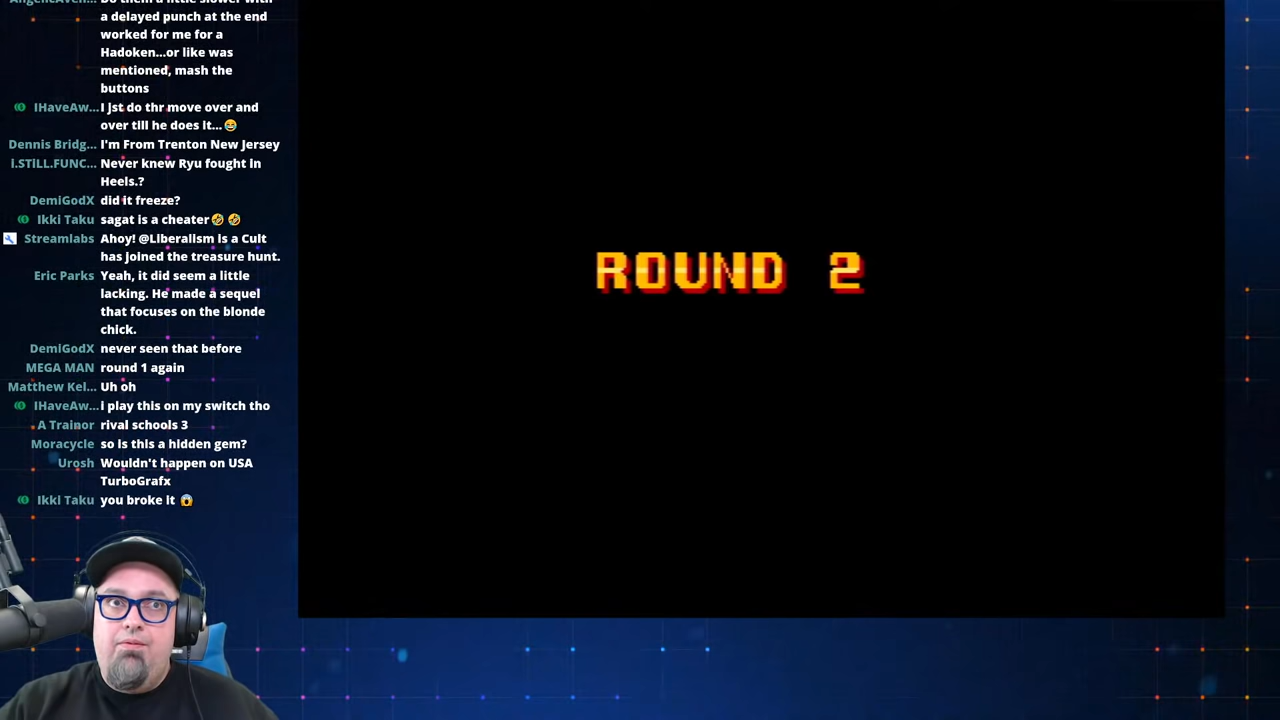 Do them a little slower with
a delayed punch at the end
worked for me for a
Hadoken...or like was
mentioned, mash the
buttons
IHaveAw... I jst do thr move over and
over till he does it...😂
Dennis Bridg... I'm From Trenton New Jersey
i.STiLL.FUNC... Never knew Ryu fought in
Heels.?
DemiGodX did it freeze?
Ikki Taku sagat is a cheater🤣 🤣
Streamlabs Ahoy! @Liberalism is a Cult
has joined the treasure hunt.
Eric Parks Yeah, it did seem a little
lacking. He made a sequel
that focuses on the blonde
chick.
DemiGodX never seen that before
MEGA MAN round 1 again
Matthew Kel... Uh oh
IHaveAw... i play this on my switch tho
A Trainor rival schools 3
Moracycle so is this a hidden gem?
Urosh Wouldn't happen on USA
TurboGrafx
Ikki Taku you broke it 😱
ROUND 2